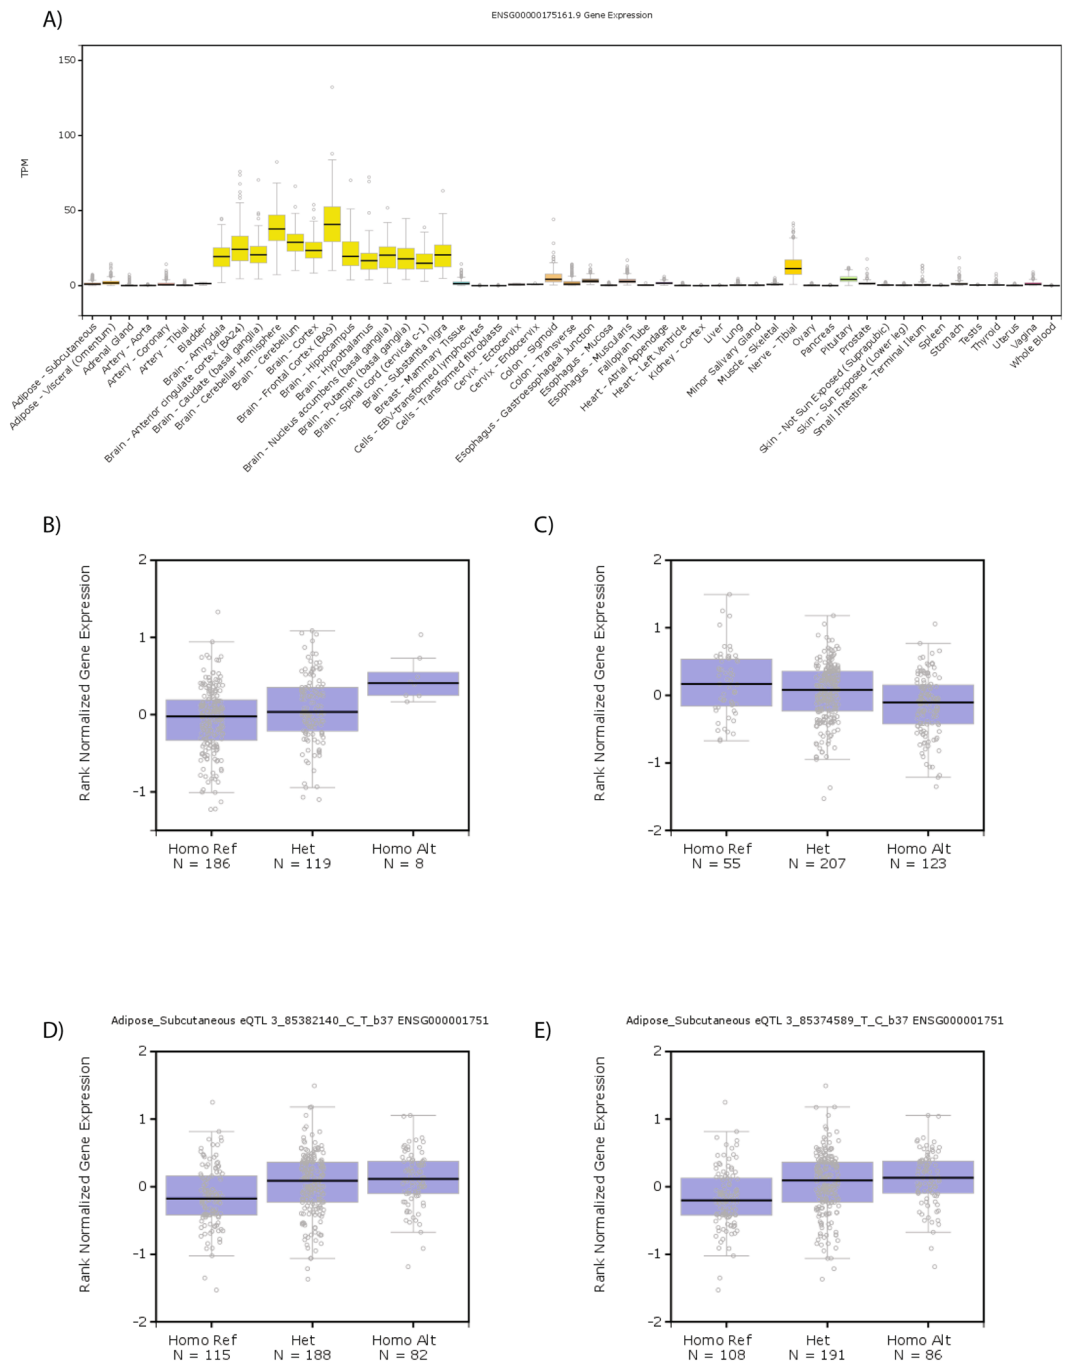 A)
ENSG00000175161.9 Gene Expression
150
100
50
0
TPM
Adipose - Subcutaneous
Adipose - Visceral (Omentum)
Adrenal Gland
Artery - Aorta
Artery - Coronary
Artery - Tibial
Bladder
Brain - Amygdala
Brain - Anterior cingulate cortex (BA24)
Brain - Caudate (basal ganglia)
Brain - Cerebellar Hemisphere
Brain - Cerebellum
Brain - Cortex
Brain - Frontal Cortex (BA9)
Brain - Hippocampus
Brain - Hypothalamus
Brain - Nucleus accumbens (basal ganglia)
Brain - Putamen (basal ganglia)
Brain - Spinal cord (cervical c-1)
Brain - Substantia nigra
Breast - Mammary Tissue
Cells - EBV-transformed lymphocytes
Cells - Transformed fibroblasts
Cervix - Ectocervix
Cervix - Endocervix
Colon - Sigmoid
Colon - Transverse
Esophagus - Gastroesophageal Junction
Esophagus - Mucosa
Esophagus - Muscularis
Fallopian Tube
Heart - Atrial Appendage
Heart - Left Ventricle
Kidney - Cortex
Liver
Lung
Minor Salivary Gland
Muscle - Skeletal
Nerve - Tibial
Ovary
Pancreas
Pituitary
Prostate
Skin - Not Sun Exposed (Suprapubic)
Skin - Sun Exposed (Lower leg)
Small Intestine - Terminal Ileum
Spleen
Stomach
Testis
Thyroid
Uterus
Vagina
Whole Blood
B)
2
1
0
-1
Rank Normalized Gene Expression
Homo Ref Het Homo Alt
N = 186 N = 119 N = 8
C)
2
1
0
-1
-2
Rank Normalized Gene Expression
Homo Ref Het Homo Alt
N = 55 N = 207 N = 123
D)
Adipose_Subcutaneous eQTL 3_85382140_C_T_b37 ENSG000001751
2
1
0
-1
-2
Rank Normalized Gene Expression
Homo Ref Het Homo Alt
N = 115 N = 188 N = 82
E)
Adipose_Subcutaneous eQTL 3_85374589_T_C_b37 ENSG000001751
2
1
0
-1
-2
Rank Normalized Gene Expression
Homo Ref Het Homo Alt
N = 108 N = 191 N = 86